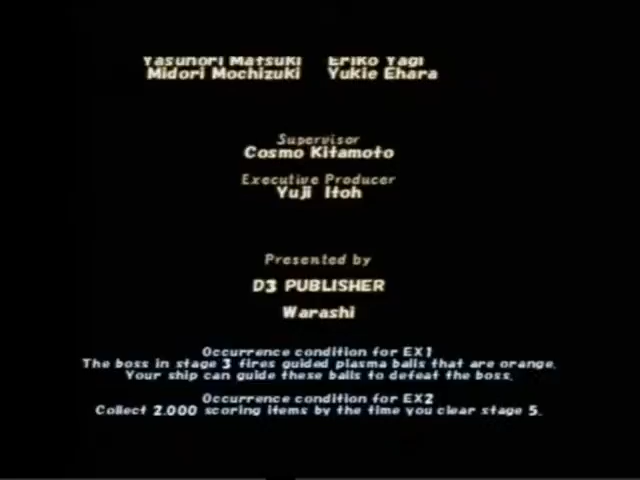 Yasunori Matsuki Eriko Yagi
Midori Mochizuki Yukie Ehara
Supervisor
Cosmo Kitamoto
Executive Producer
Yuji Itoh
Presented by
D3 PUBLISHER
Warashi
Occurrence condition for EX1
The boss in stage 3 fires guided plasma balls that are orange.
Your ship can guide these balls to defeat the boss.
Occurrence condition for EX2
Collect 2.000 scoring items by the time you clear stage 5.